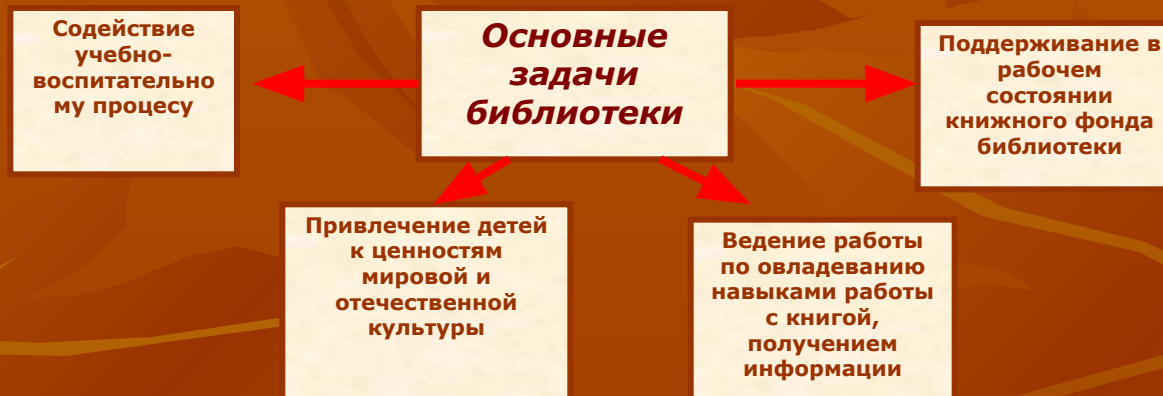 Содействие
учебно-
воспитательно
му процесу
Основные
задачи
библиотеки
Поддерживание в
рабочем
состоянии
книжного фонда
библиотеки
Привлечение детей
к ценностям
мировой и
отечественной
культуры
Ведение работы
по овладеванию
навыками работы
с книгой,
получением
информации